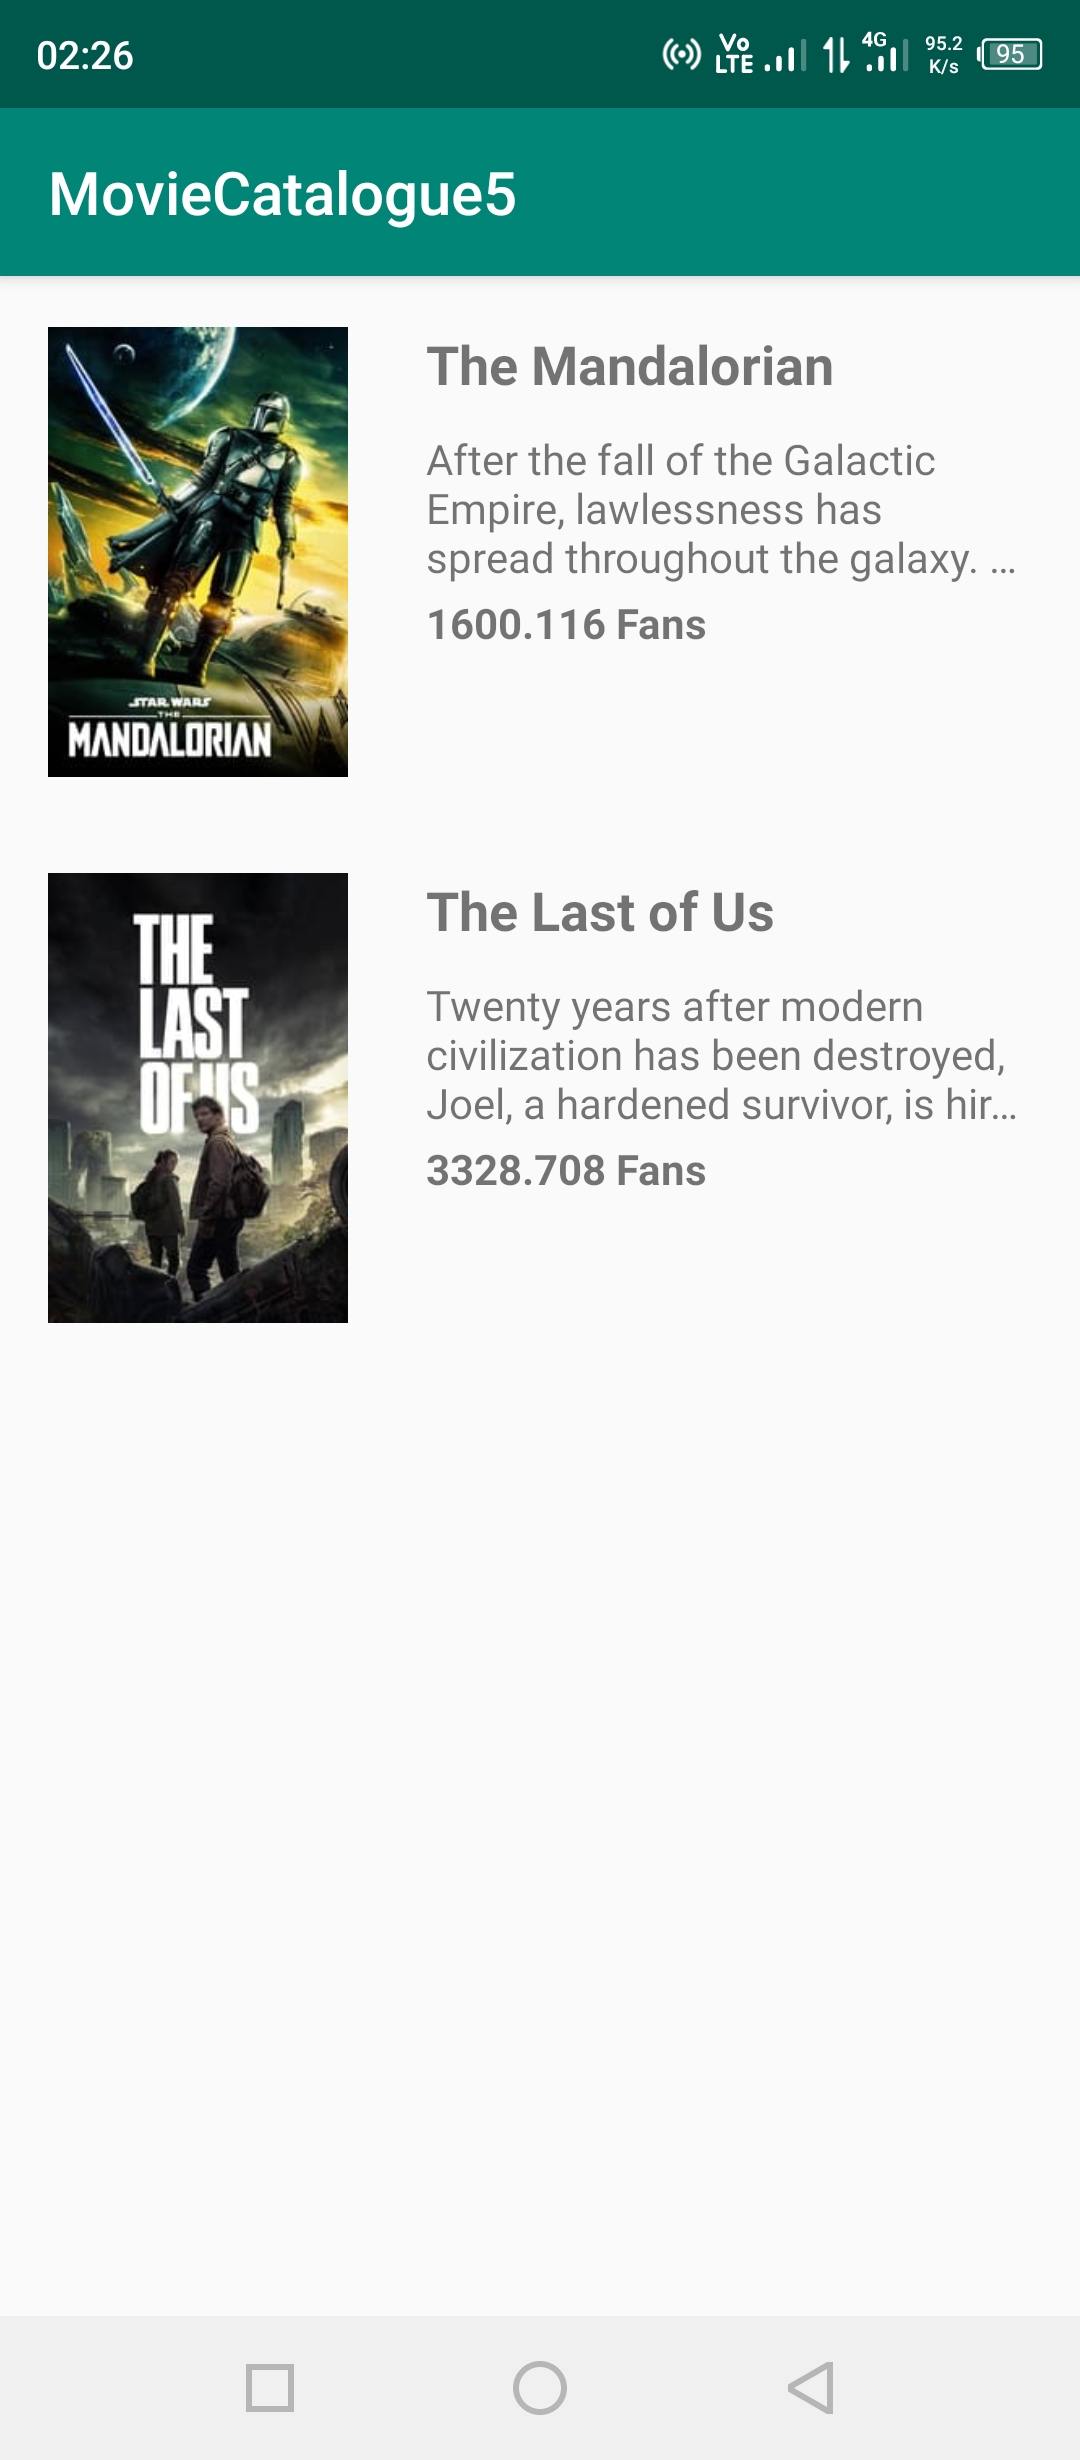 02:26
Vo
LTE
4G
95.2
K/s
95
MovieCatalogue5
STAR WARS
THE
MANDALORIAN
The Mandalorian
After the fall of the Galactic
Empire, lawlessness has
spread throughout the galaxy. ...
1600.116 Fans
THE
LAST
OF US
The Last of Us
Twenty years after modern
civilization has been destroyed,
Joel, a hardened survivor, is hir...
3328.708 Fans